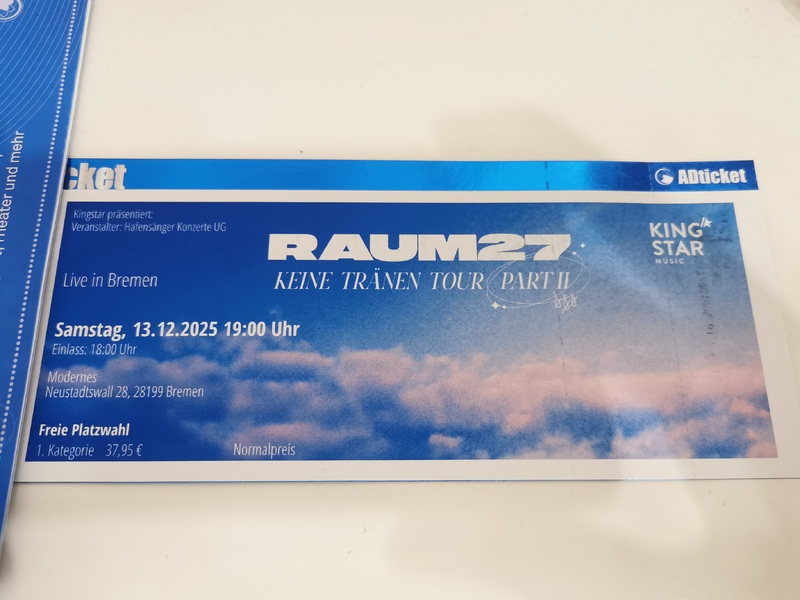 Theater und mehr
cket
ADticket
Kingstar präsentiert:
Veranstalter: Hafensänger Konzerte UG
RAUM27
KEINE TRÄNEN TOUR PART II
KING
STAR
MUSIC
Live in Bremen
Samstag, 13.12.2025 19:00 Uhr
Einlass: 18:00 Uhr
Modernes
Neustadtswall 28, 28199 Bremen
Freie Platzwahl
1. Kategorie 37,95 €
Normalpreis